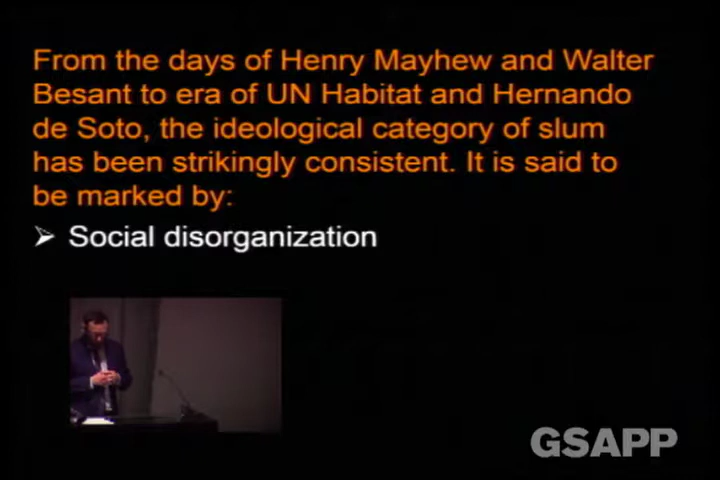 From the days of Henry Mayhew and Walter
Besant to era of UN Habitat and Hernando
de Soto, the ideological category of slum
has been strikingly consistent. It is said to
be marked by:
➢ Social disorganization
GSAPP